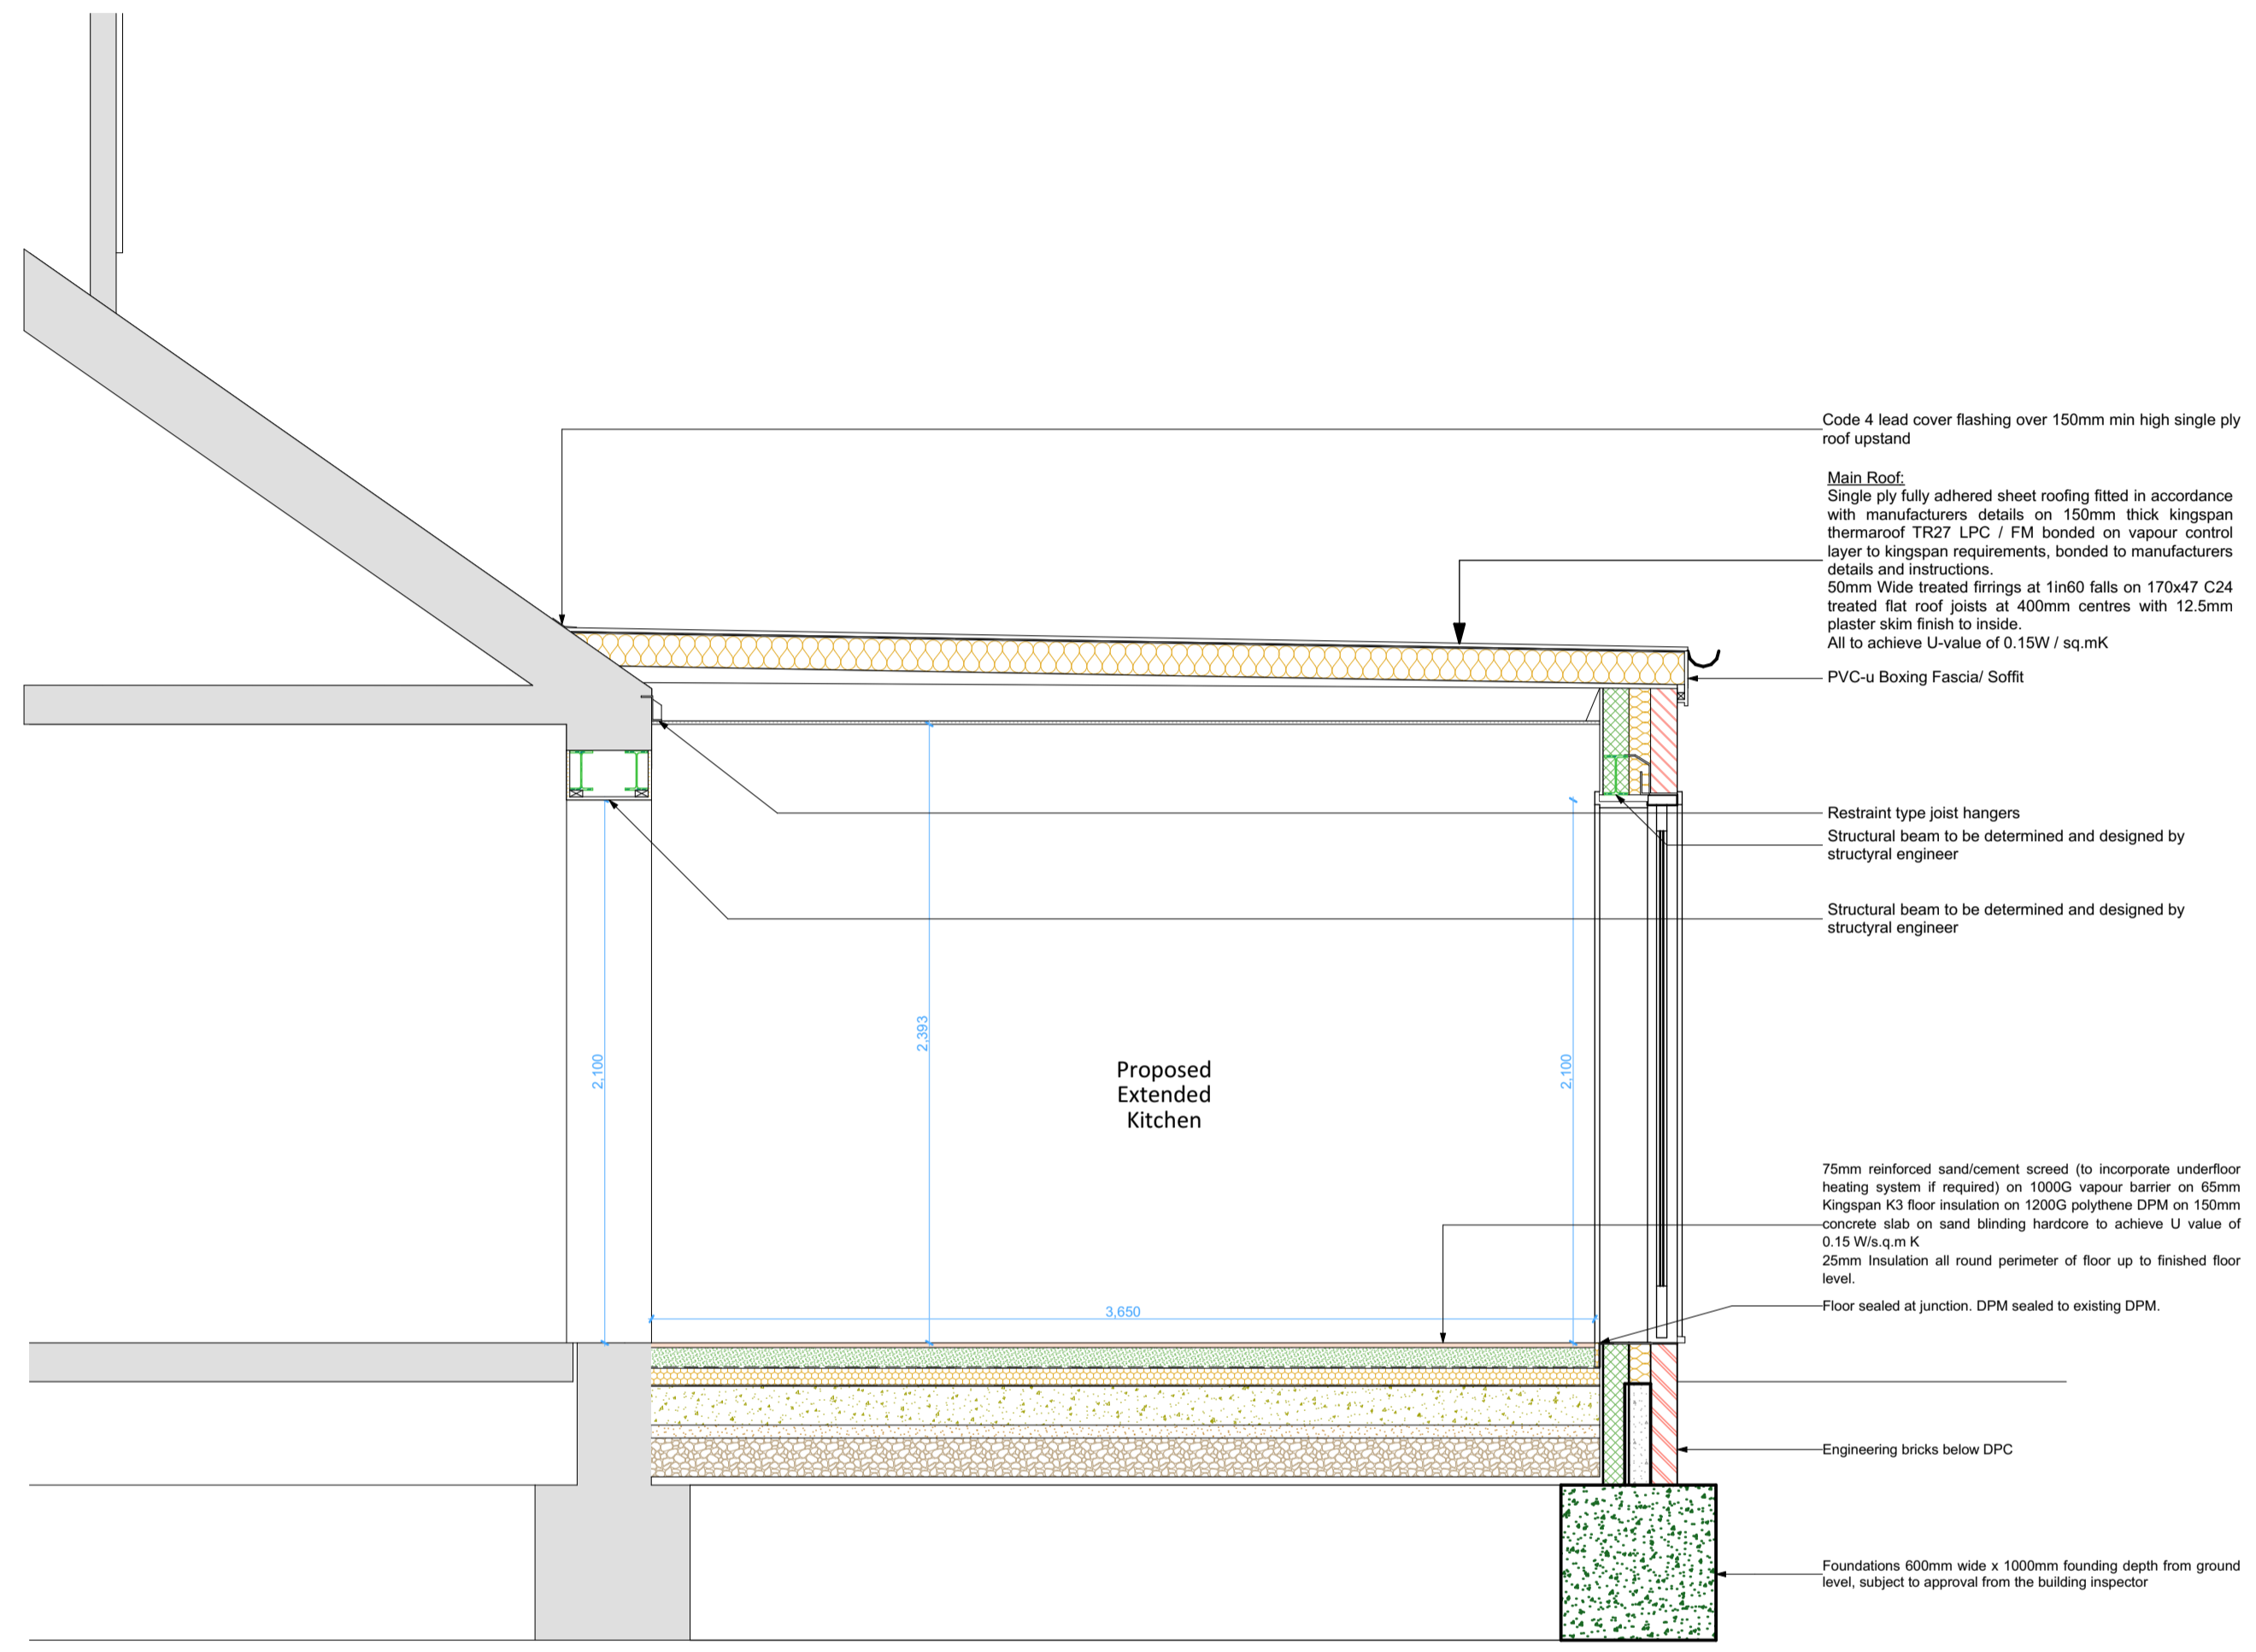 Code 4 lead cover flashing over 150mm min high single ply
roof upstand
Main Roof:
Single ply fully adhered sheet roofing fitted in accordance
with manufacturers details on 150mm thick kingspan
thermaroof TR27 LPC / FM bonded on vapour control
layer to kingspan requirements, bonded to manufacturers
details and instructions.
50mm Wide treated firrings at 1in60 falls on 170x47 C24
treated flat roof joists at 400mm centres with 12.5mm
plaster skim finish to inside.
All to achieve U-value of 0.15W / sq.mK
PVC-u Boxing Fascia/ Soffit
Restraint type joist hangers
Structural beam to be determined and designed by
structyral engineer
Structural beam to be determined and designed by
structyral engineer
2,100
2,393
Proposed
Extended
Kitchen
2,100
3,650
75mm reinforced sand/cement screed (to incorporate underfloor
heating system if required) on 1000G vapour barrier on 65mm
Kingspan K3 floor insulation on 1200G polythene DPM on 150mm
concrete slab on sand blinding hardcore to achieve U value of
0.15 W/s.q.m K
25mm Insulation all round perimeter of floor up to finished floor
level.
Floor sealed at junction. DPM sealed to existing DPM.
Engineering bricks below DPC
Foundations 600mm wide x 1000mm founding depth from ground
level, subject to approval from the building inspector